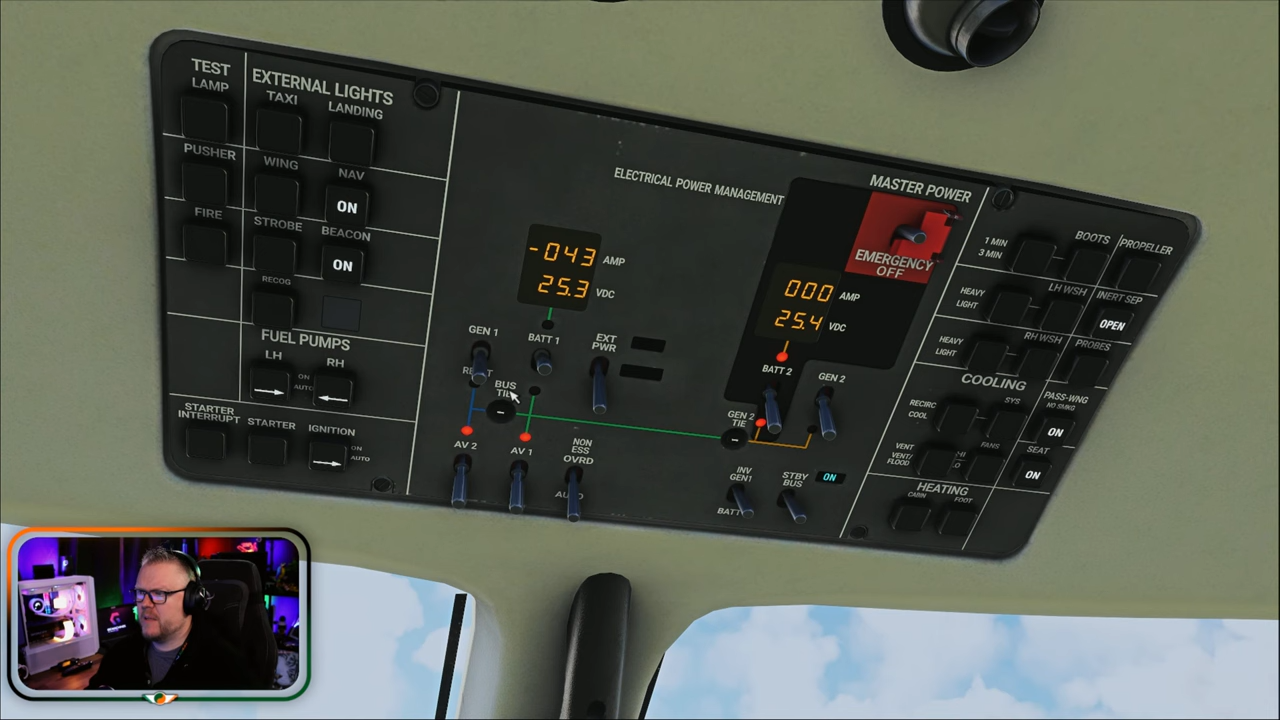 TEST
LAMP
PUSHER
FIRE
EXTERNAL LIGHTS
TAXI
LANDING
WING
NAV
ON
STROBE
BEACON
ON
RECOG
FUEL PUMPS
LH
ON
AUTO
RH
STARTER
INTERRUPT
STARTER
IGNITION
ON
AUTO
ELECTRICAL POWER MANAGEMENT
-043 AMP
25.3 VDC
GEN 1
BATT 1
EXT
PWR
BUS
TIE
AV 2
AV 1
NON
ESS
OVRD
MASTER POWER
EMERGENCY
OFF
000 AMP
25.4 VDC
BATT 2
GEN 2
GEN 2
TIE
INV
GEN1
BATT
STBY
BUS
ON
1 MIN
3 MIN
BOOTS
PROPELLER
HEAVY
LIGHT
LH WSH
INERT SEP
OPEN
HEAVY
LIGHT
RH WSH
PROBES
COOLING
SYS
RECIRC
COOL
PASS-WNG
NO SMKG
ON
VENT
VENT/FLOOD
FANS
SEAT
ON
HEATING
CABIN
FOOT